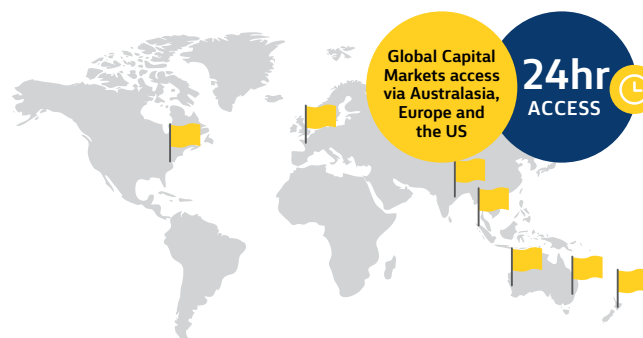 Global Capital
Markets access
via Australasia,
Europe and
the US
24hr
ACCESS